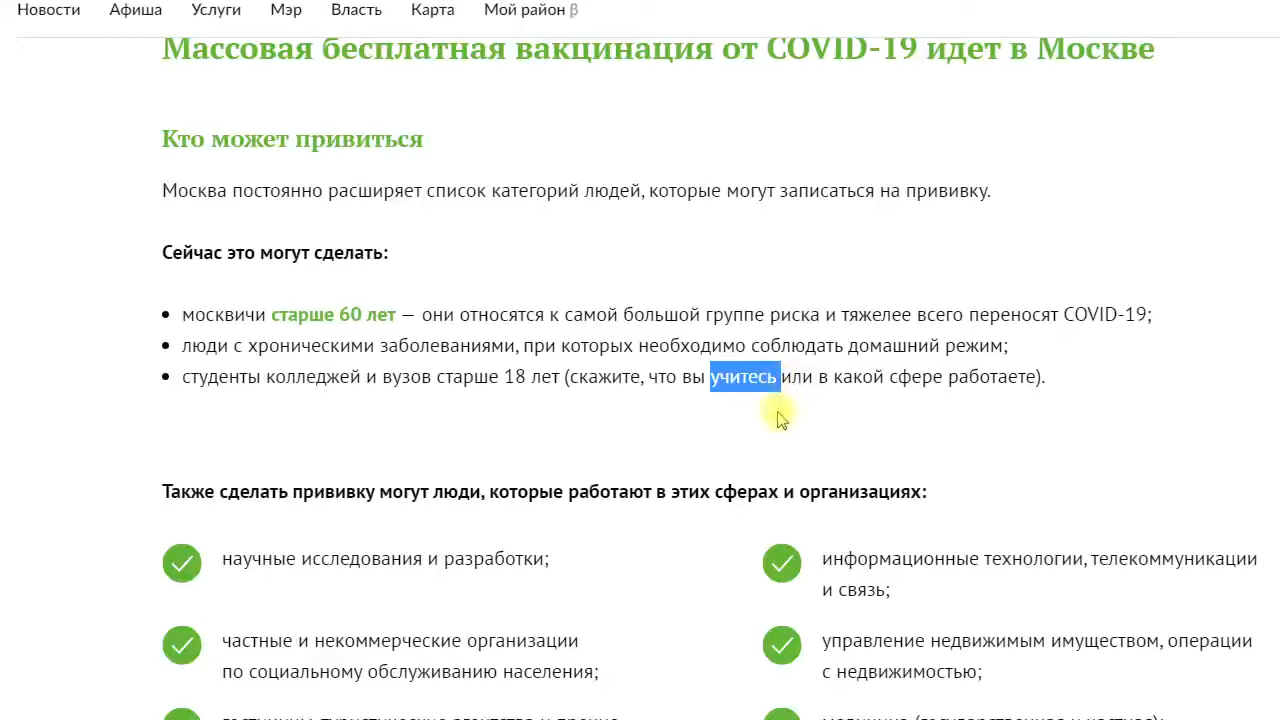 Новости Афиша Услуги Мэр Власть Карта Мой район β
Массовая бесплатная вакцинация от COVID-19 идет в Москве
Кто может привиться
Москва постоянно расширяет список категорий людей, которые могут записаться на прививку.
Сейчас это могут сделать:
• москвичи старше 60 лет — они относятся к самой большой группе риска и тяжелее всего переносят COVID-19;
• люди с хроническими заболеваниями, при которых необходимо соблюдать домашний режим;
• студенты колледжей и вузов старше 18 лет (скажите, что вы учитесь или в какой сфере работаете).
Также сделать прививку могут люди, которые работают в этих сферах и организациях:
научные исследования и разработки;
информационные технологии, телекоммуникации
и связь;
частные и некоммерческие организации
по социальному обслуживанию населения;
управление недвижимым имуществом, операции
с недвижимостью;